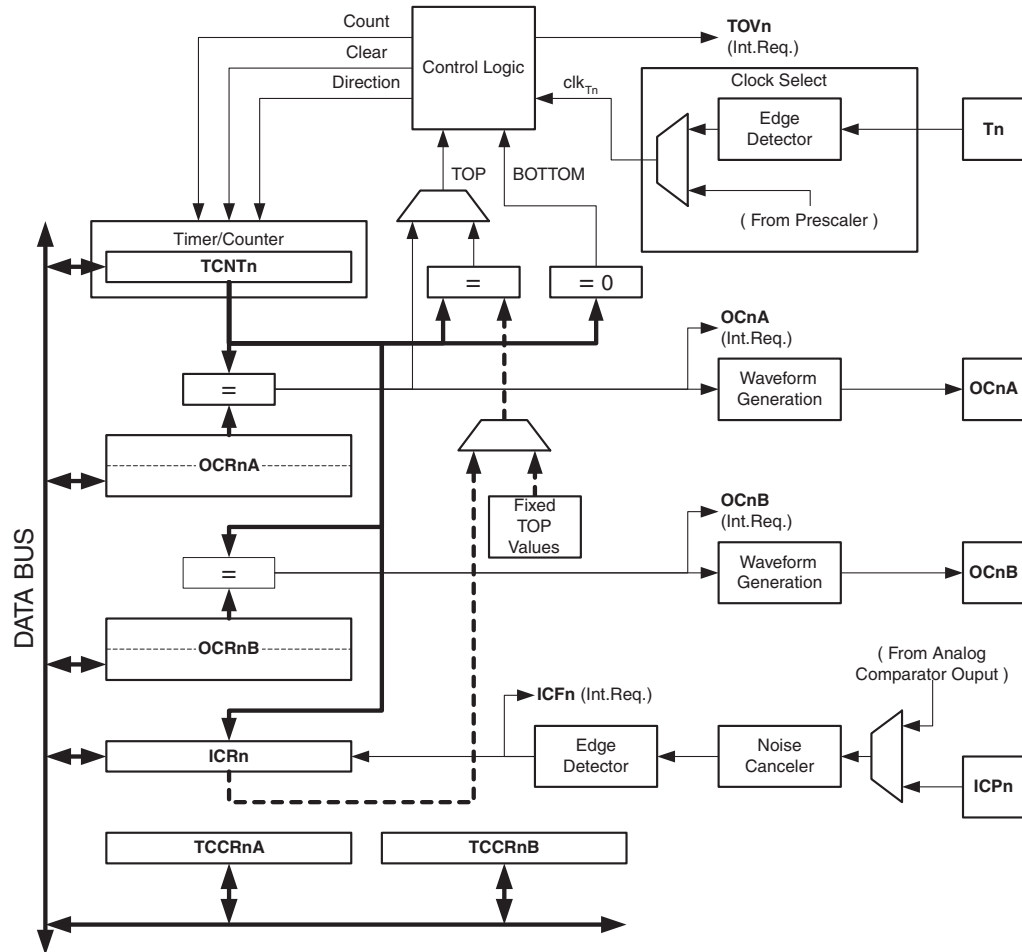 Count
Clear
Direction
Control Logic
TOVn
(Int.Req.)
clkTn
Clock Select
Edge
Detector
Tn
( From Prescaler )
TOP
BOTTOM
Timer/Counter
TCNTn
=
= 0
OCnA
(Int.Req.)
=
Waveform
Generation
OCnA
OCRnA
Fixed
TOP
Values
OCnB
(Int.Req.)
=
Waveform
Generation
OCnB
OCRnB
DATA BUS
( From Analog
Comparator Ouput )
ICFn (Int.Req.)
ICRn
Edge
Detector
Noise
Canceler
ICPn
TCCRnA
TCCRnB